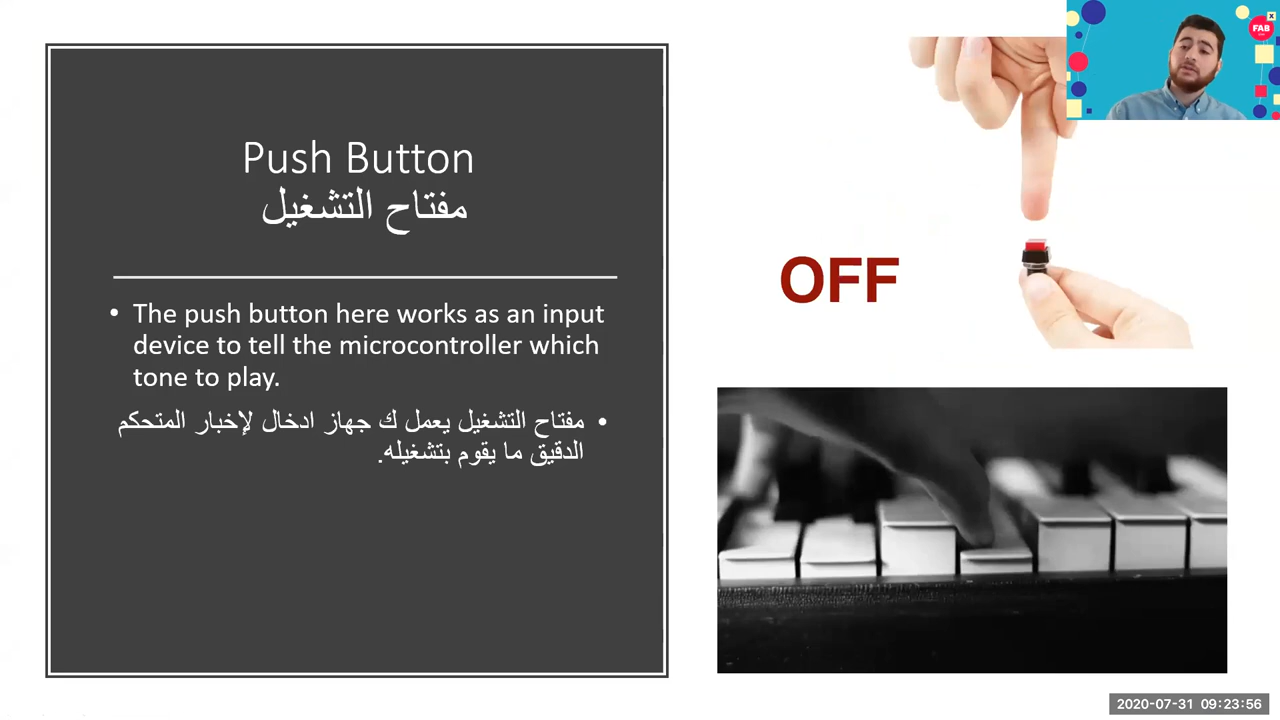 Push Button
مفتاح التشغيل
• The push button here works as an input
device to tell the microcontroller which
tone to play.
• مفتاح التشغيل يعمل ك جهاز ادخال لإخبار المتحكم
الدقيق ما يقوم بتشغيله.
OFF
FAB
x
2020-07-31 09:23:56